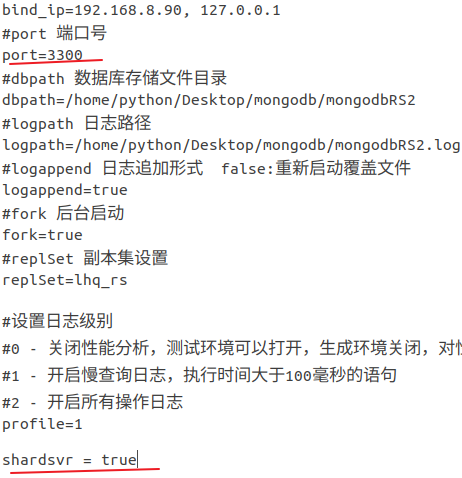 bind_ip=192.168.8.90, 127.0.0.1
#port 端口号
port=3300
#dbpath 数据库存储文件目录
dbpath=/home/python/Desktop/mongodb/mongodbRS2
#logpath 日志路径
logpath=/home/python/Desktop/mongodb/mongodbRS2.log
#logappend 日志追加形式  false:重新启动覆盖文件
logappend=true
#fork 后台启动
fork=true
#replSet 副本集设置
replSet=lhq_rs
#设置日志级别
#0 - 关闭性能分析，测试环境可以打开，生成环境关闭，对
#1 - 开启慢查询日志，执行时间大于100毫秒的语句
#2 - 开启所有操作日志
profile=1
shardsvr = true